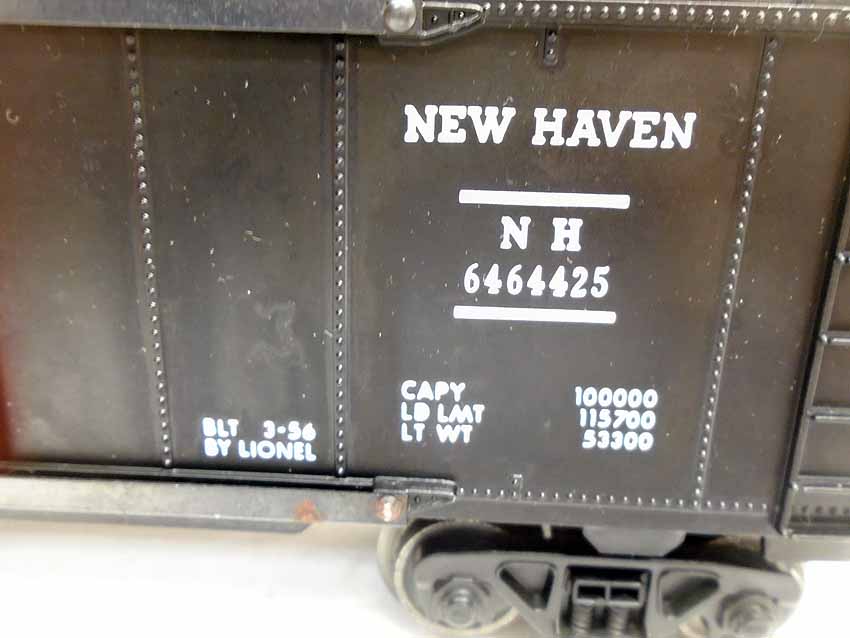 NEW HAVEN
N H
6464425
CAPY 100000
LD LMT 115700
LT WT 53300
BLT 3·56
BY LIONEL